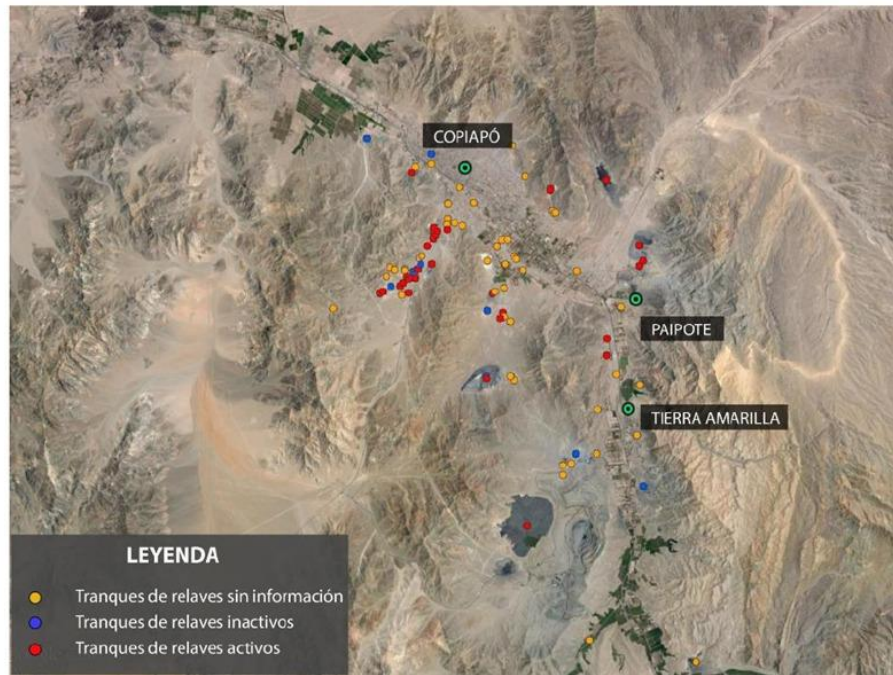 COPIAPÓ
PAIPOTE
TIERRA AMARILLA
LEYENDA
Tranques de relaves sin información
Tranques de relaves inactivos
Tranques de relaves activos